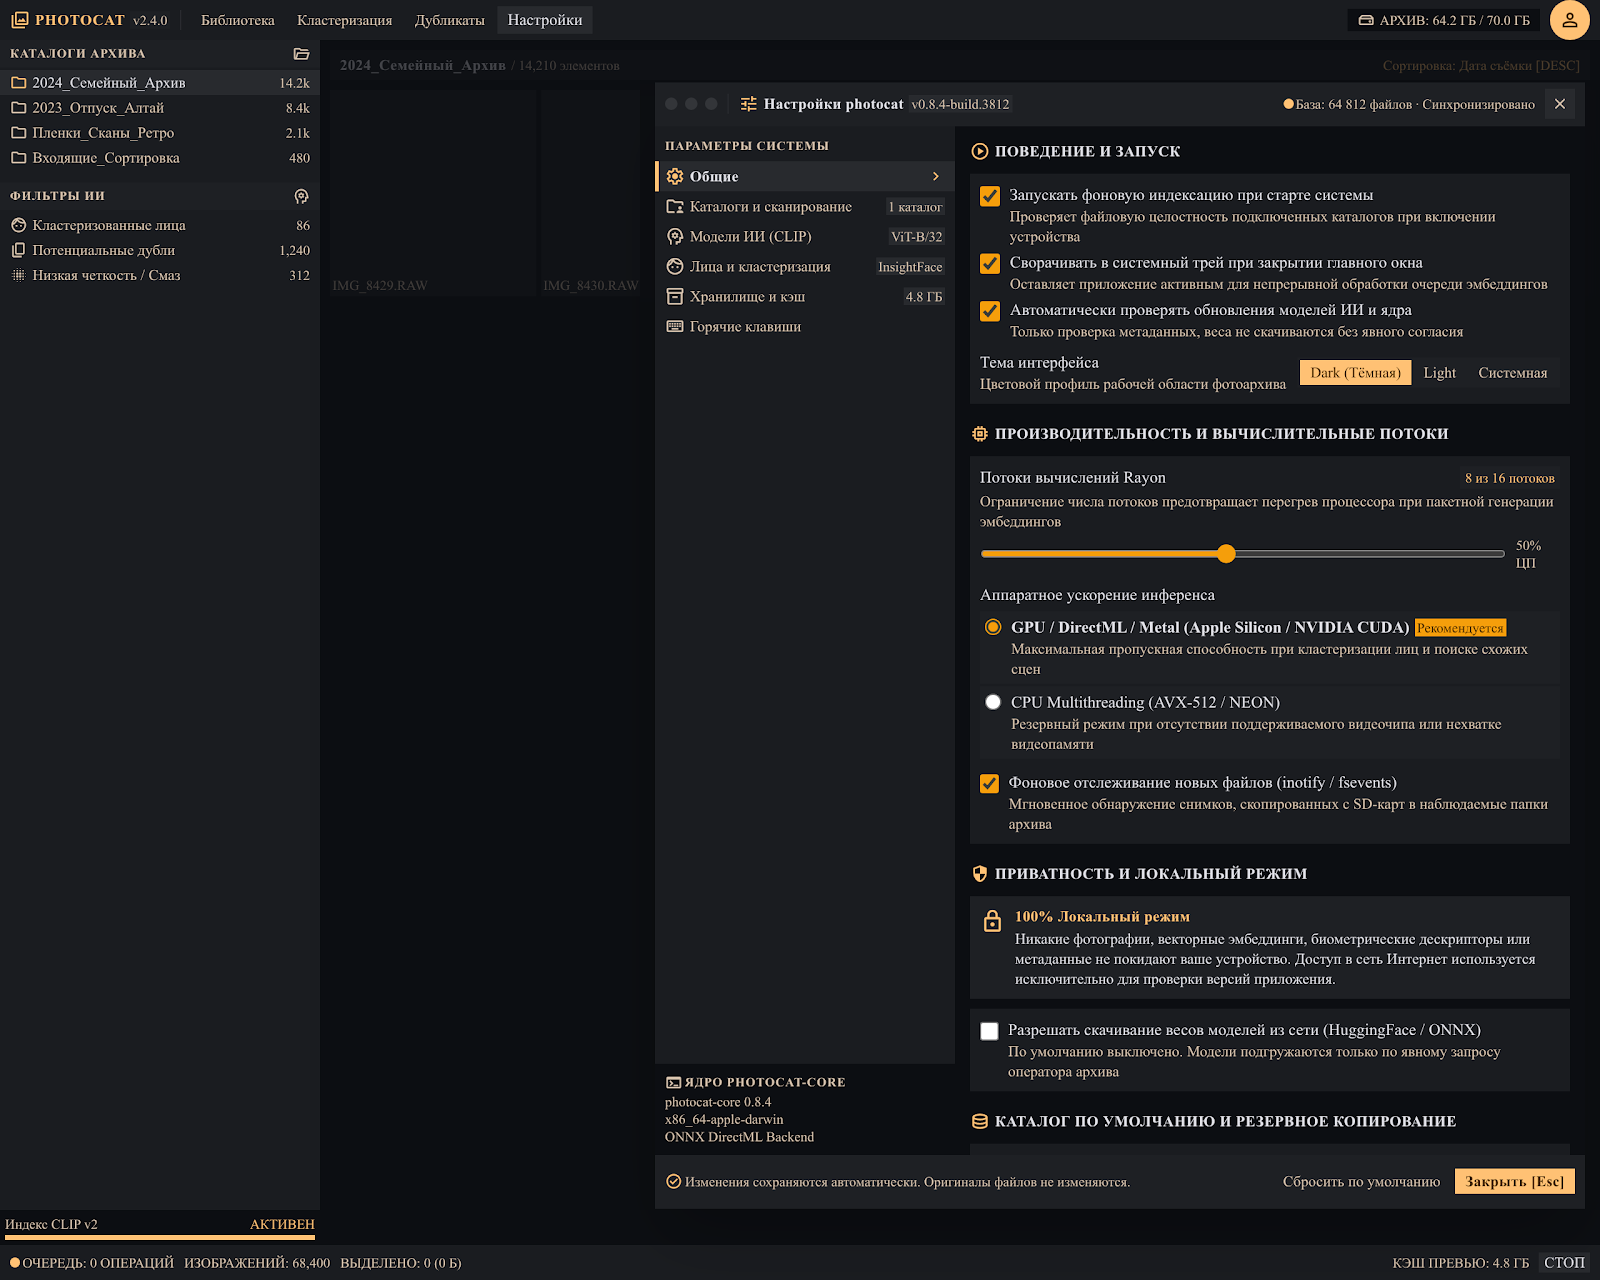 PHOTOCAT v2.4.0
Библиотека
Кластеризация
Дубликаты
Настройки
АРХИВ: 64.2 ГБ / 70.0 ГБ
КАТАЛОГИ АРХИВА
2024_Семейный_Архив 14.2k
2023_Отпуск_Алтай 8.4k
Пленки_Сканы_Ретро 2.1k
Входящие_Сортировка 480
ФИЛЬТРЫ ИИ
Кластеризованные лица 86
Потенциальные дубли 1,240
Низкая четкость / Смаз 312
Индекс CLIP v2 АКТИВЕН
2024_Семейный_Архив / 14,210 элементов
Сортировка: Дата съёмки [DESC]
IMG_8429.RAW
IMG_8430.RAW
Настройки photocat v0.8.4-build.3812
База: 64 812 файлов · Синхронизировано
ПАРАМЕТРЫ СИСТЕМЫ
Общие
Каталоги и сканирование 1 каталог
Модели ИИ (CLIP) ViT-B/32
Лица и кластеризация InsightFace
Хранилище и кэш 4.8 ГБ
Горячие клавиши
ЯДРО PHOTOCAT-CORE
photocat-core 0.8.4
x86_64-apple-darwin
ONNX DirectML Backend
ПОВЕДЕНИЕ И ЗАПУСК
Запускать фоновую индексацию при старте системы
Проверяет файловую целостность подключенных каталогов при включении
устройства
Сворачивать в системный трей при закрытии главного окна
Оставляет приложение активным для непрерывной обработки очереди эмбеддингов
Автоматически проверять обновления моделей ИИ и ядра
Только проверка метаданных, веса не скачиваются без явного согласия
Тема интерфейса
Цветовой профиль рабочей области фотоархива
Dark (Тёмная) Light Системная
ПРОИЗВОДИТЕЛЬНОСТЬ И ВЫЧИСЛИТЕЛЬНЫЕ ПОТОКИ
Потоки вычислений Rayon 8 из 16 потоков
Ограничение числа потоков предотвращает перегрев процессора при пакетной генерации
эмбеддингов
50%
ЦП
Аппаратное ускорение инференса
GPU / DirectML / Metal (Apple Silicon / NVIDIA CUDA) Рекомендуется
Максимальная пропускная способность при кластеризации лиц и поиске схожих
сцен
CPU Multithreading (AVX-512 / NEON)
Резервный режим при отсутствии поддерживаемого видеочипа или нехватке
видеопамяти
Фоновое отслеживание новых файлов (inotify / fsevents)
Мгновенное обнаружение снимков, скопированных с SD-карт в наблюдаемые папки
архива
ПРИВАТНОСТЬ И ЛОКАЛЬНЫЙ РЕЖИМ
100% Локальный режим
Никакие фотографии, векторные эмбеддинги, биометрические дескрипторы или
метаданные не покидают ваше устройство. Доступ в сеть Интернет используется
исключительно для проверки версий приложения.
Разрешать скачивание весов моделей из сети (HuggingFace / ONNX)
По умолчанию выключено. Модели подгружаются только по явному запросу
оператора архива
КАТАЛОГ ПО УМОЛЧАНИЮ И РЕЗЕРВНОЕ КОПИРОВАНИЕ
Изменения сохраняются автоматически. Оригиналы файлов не изменяются.
Сбросить по умолчанию
Закрыть [Esc]
ОЧЕРЕДЬ: 0 ОПЕРАЦИЙ ИЗОБРАЖЕНИЙ: 68,400 ВЫДЕЛЕНО: 0 (0 Б)
КЭШ ПРЕВЬЮ: 4.8 ГБ СТОП